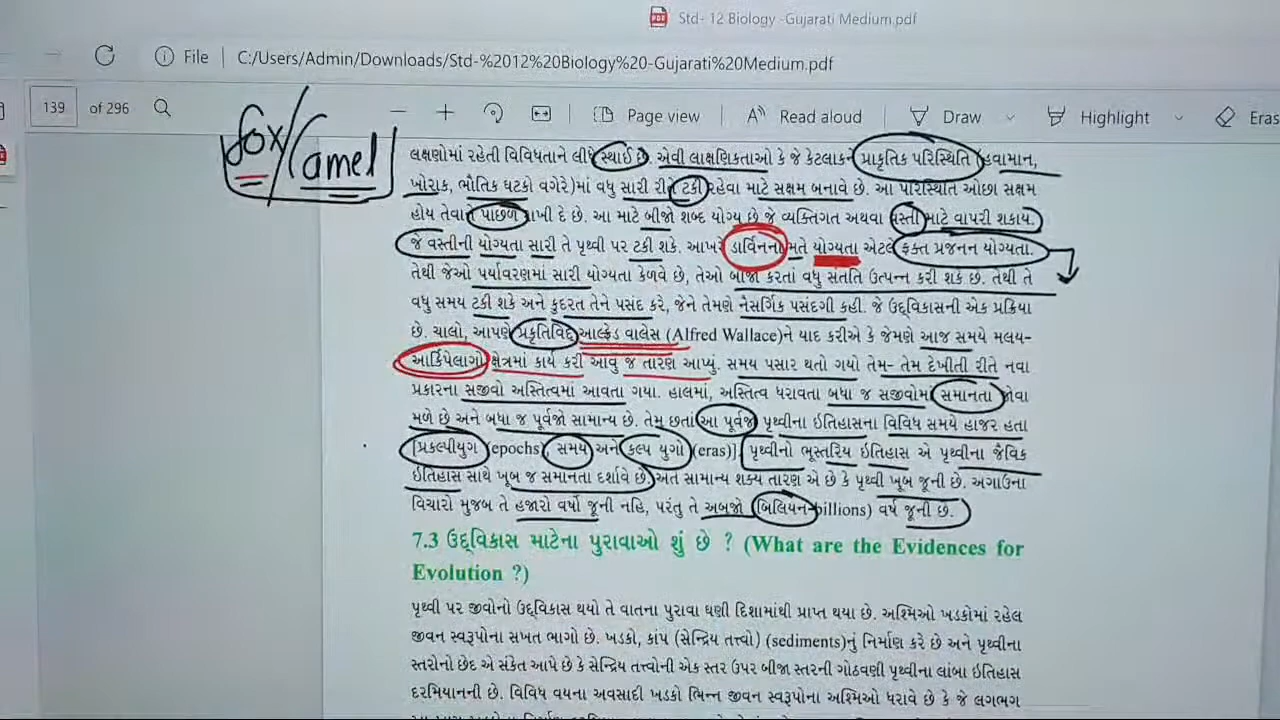 Std- 12 Biology -Gujarati Medium.pdf
File C:/Users/Admin/Downloads/Std-%2012%20Biology%20-Gujarati%20Medium.pdf
139 of 296 Page view Read aloud Draw Highlight Eras
fox/Camel
લક્ષણોમાં રહેતી વિવિધતાને લીધે સ્થાઈ છે. એવી લાક્ષણિકતાઓ કે જે કેટલાકને પ્રાકૃતિક પરિસ્થિતિ (હવામાન,
ખોરાક, ભૌતિક ઘટકો વગેરે)માં વધુ સારી રીતે ટકી રહેવા માટે સક્ષમ બનાવે છે. આ પરિસ્થિતિ ઓછા સક્ષમ
હોય તેવાને પાછળ રાખી દે છે. આ માટે બીજો શબ્દ યોગ્ય છે જે વ્યક્તિગત અથવા વસ્તી માટે વાપરી શકાય.
જે વસ્તીની યોગ્યતા સારી તે પૃથ્વી પર ટકી શકે. આખરે ડાર્વિનના મતે યોગ્યતા એટલે ફક્ત પ્રજનન યોગ્યતા.
તેથી જેઓ પર્યાવરણમાં સારી યોગ્યતા કેળવે છે, તેઓ બીજા કરતાં વધુ સંતતિ ઉત્પન્ન કરી શકે છે. તેથી તે
વધુ સમય ટકી શકે અને કુદરત તેને પસંદ કરે, જેને તેમણે નૈસર્ગિક પસંદગી કહી. જે ઉદ્‌વિકાસની એક પ્રક્રિયા
છે. ચાલો, આપણે પ્રકૃતિવિદ્ આલ્ફ્રેડ વાલેસ (Alfred Wallace)ને યાદ કરીએ કે જેમણે આજ સમયે મલય-
આર્કિપેલાગો ક્ષેત્રમાં કાર્ય કરી આવું જ તારણ આપ્યું. સમય પસાર થતો ગયો તેમ- તેમ દેખીતી રીતે નવા
પ્રકારના સજીવો અસ્તિત્વમાં આવતા ગયા. હાલમાં, અસ્તિત્વ ધરાવતા બધા જ સજીવોમાં સમાનતા જોવા
મળે છે અને બધા જ પૂર્વજો સામાન્ય છે. તેમ છતાં આ પૂર્વજ પૃથ્વીના ઇતિહાસના વિવિધ સમયે હાજર હતા
[પ્રકલ્પીયુગ (epochs) સમય અને કલ્પ યુગો (eras)]. પૃથ્વીનો ભૂસ્તરિય ઇતિહાસ એ પૃથ્વીના જૈવિક
ઇતિહાસ સાથે ખૂબ જ સમાનતા દર્શાવે છે. અત સામાન્ય શક્ય તારણ એ છે કે પૃથ્વી ખૂબ જૂની છે. અગાઉના
વિચારો મુજબ તે હજારો વર્ષો જૂની નહિ, પરંતુ તે અબજો (બિલિયન-billions) વર્ષ જૂની છે.
7.3 ઉદ્‌વિકાસ માટેના પુરાવાઓ શું છે ? (What are the Evidences for
Evolution ?)
પૃથ્વી પર જીવોનો ઉદ્‌વિકાસ થયો તે વાતના પુરાવા ઘણી દિશામાંથી પ્રાપ્ત થયા છે. અશ્મિઓ ખડકોમાં રહેલ
જીવન સ્વરૂપોના સખત ભાગો છે. ખડકો, કાંપ (સેન્દ્રિય તત્ત્વો) (sediments)નું નિર્માણ કરે છે અને પૃથ્વીના
સ્તરોનો છેદ એ સંકેત આપે છે કે સેન્દ્રિય તત્ત્વોની એક સ્તર ઉપર બીજા સ્તરની ગોઠવણી પૃથ્વીના લાંબા ઇતિહાસ
દરમિયાનની છે. વિવિધ વયના અવસાદી ખડકો ભિન્ન જીવન સ્વરૂપોના અશ્મિઓ ધરાવે છે કે જે લગભગ